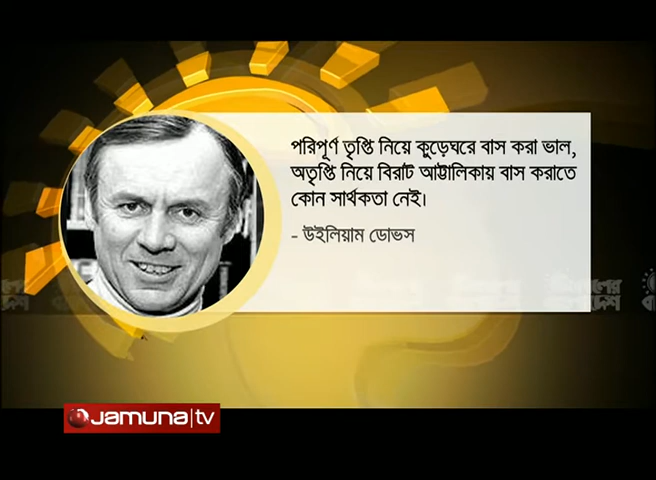 পরিপূর্ণ তৃপ্তি নিয়ে কুড়েঘরে বাস করা ভাল,
অতৃপ্তি নিয়ে বিরাট আট্টালিকায় বাস করাতে
কোন সার্থকতা নেই।
- উইলিয়াম ডোভস
JAMUNA|tv